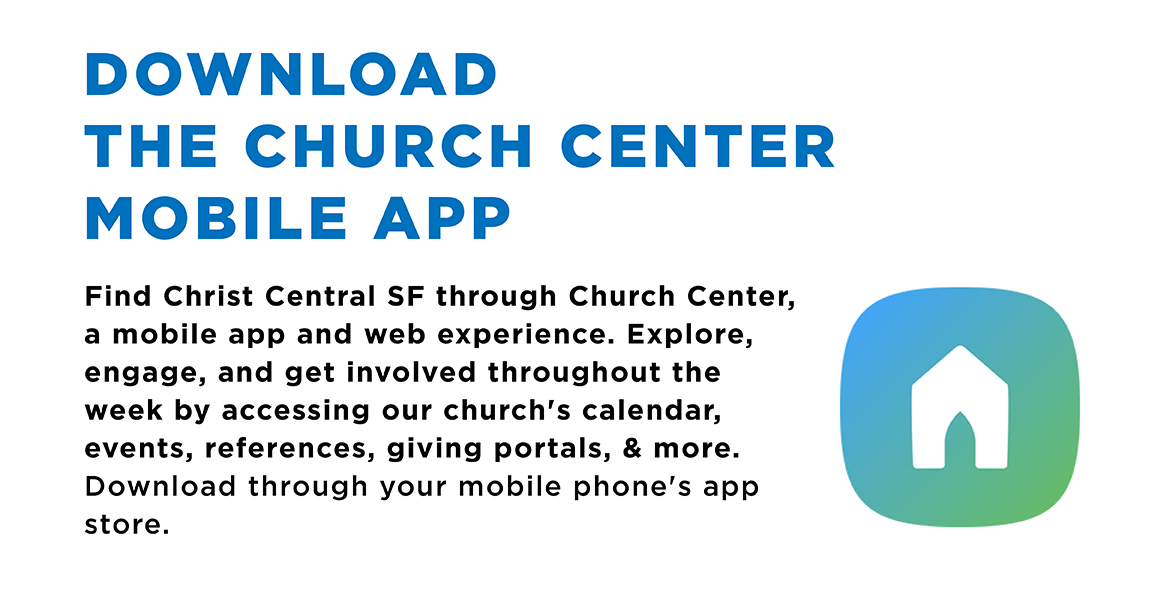 DOWNLOAD
THE CHURCH CENTER
MOBILE APP
Find Christ Central SF through Church Center,
a mobile app and web experience. Explore,
engage, and get involved throughout the
week by accessing our church's calendar,
events, references, giving portals, & more.
Download through your mobile phone's app
store.